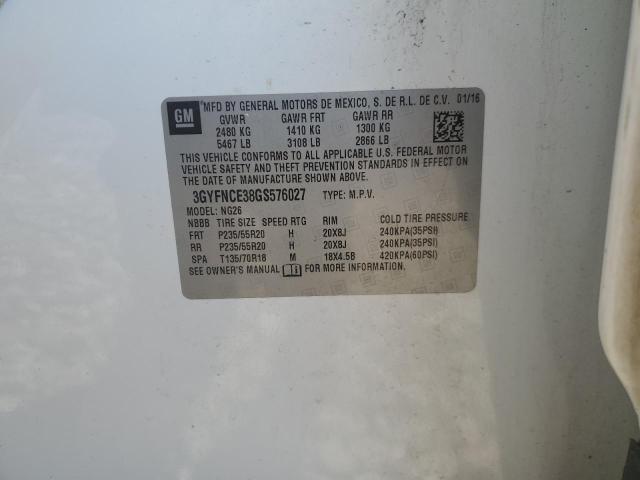 GM
MFD BY GENERAL MOTORS DE MEXICO, S. DE R.L. DE C.V. 01/16
GVWR GAWR FRT GAWR RR
2480 KG 1410 KG 1300 KG
5467 LB 3108 LB 2866 LB
THIS VEHICLE CONFORMS TO ALL APPLICABLE U.S. FEDERAL MOTOR
VEHICLE SAFETY AND THEFT PREVENTION STANDARDS IN EFFECT ON
THE DATE OF MANUFACTURE SHOWN ABOVE.
3GYFNCE38GS576027 TYPE: M.P.V.
MODEL: NG26
NBBB TIRE SIZE SPEED RTG RIM COLD TIRE PRESSURE
FRT P235/55R20 H 20X8J 240KPA(35PSI)
RR P235/55R20 H 20X8J 240KPA(35PSI)
SPA T135/70R18 M 18X4.5B 420KPA(60PSI)
SEE OWNER'S MANUAL FOR MORE INFORMATION.